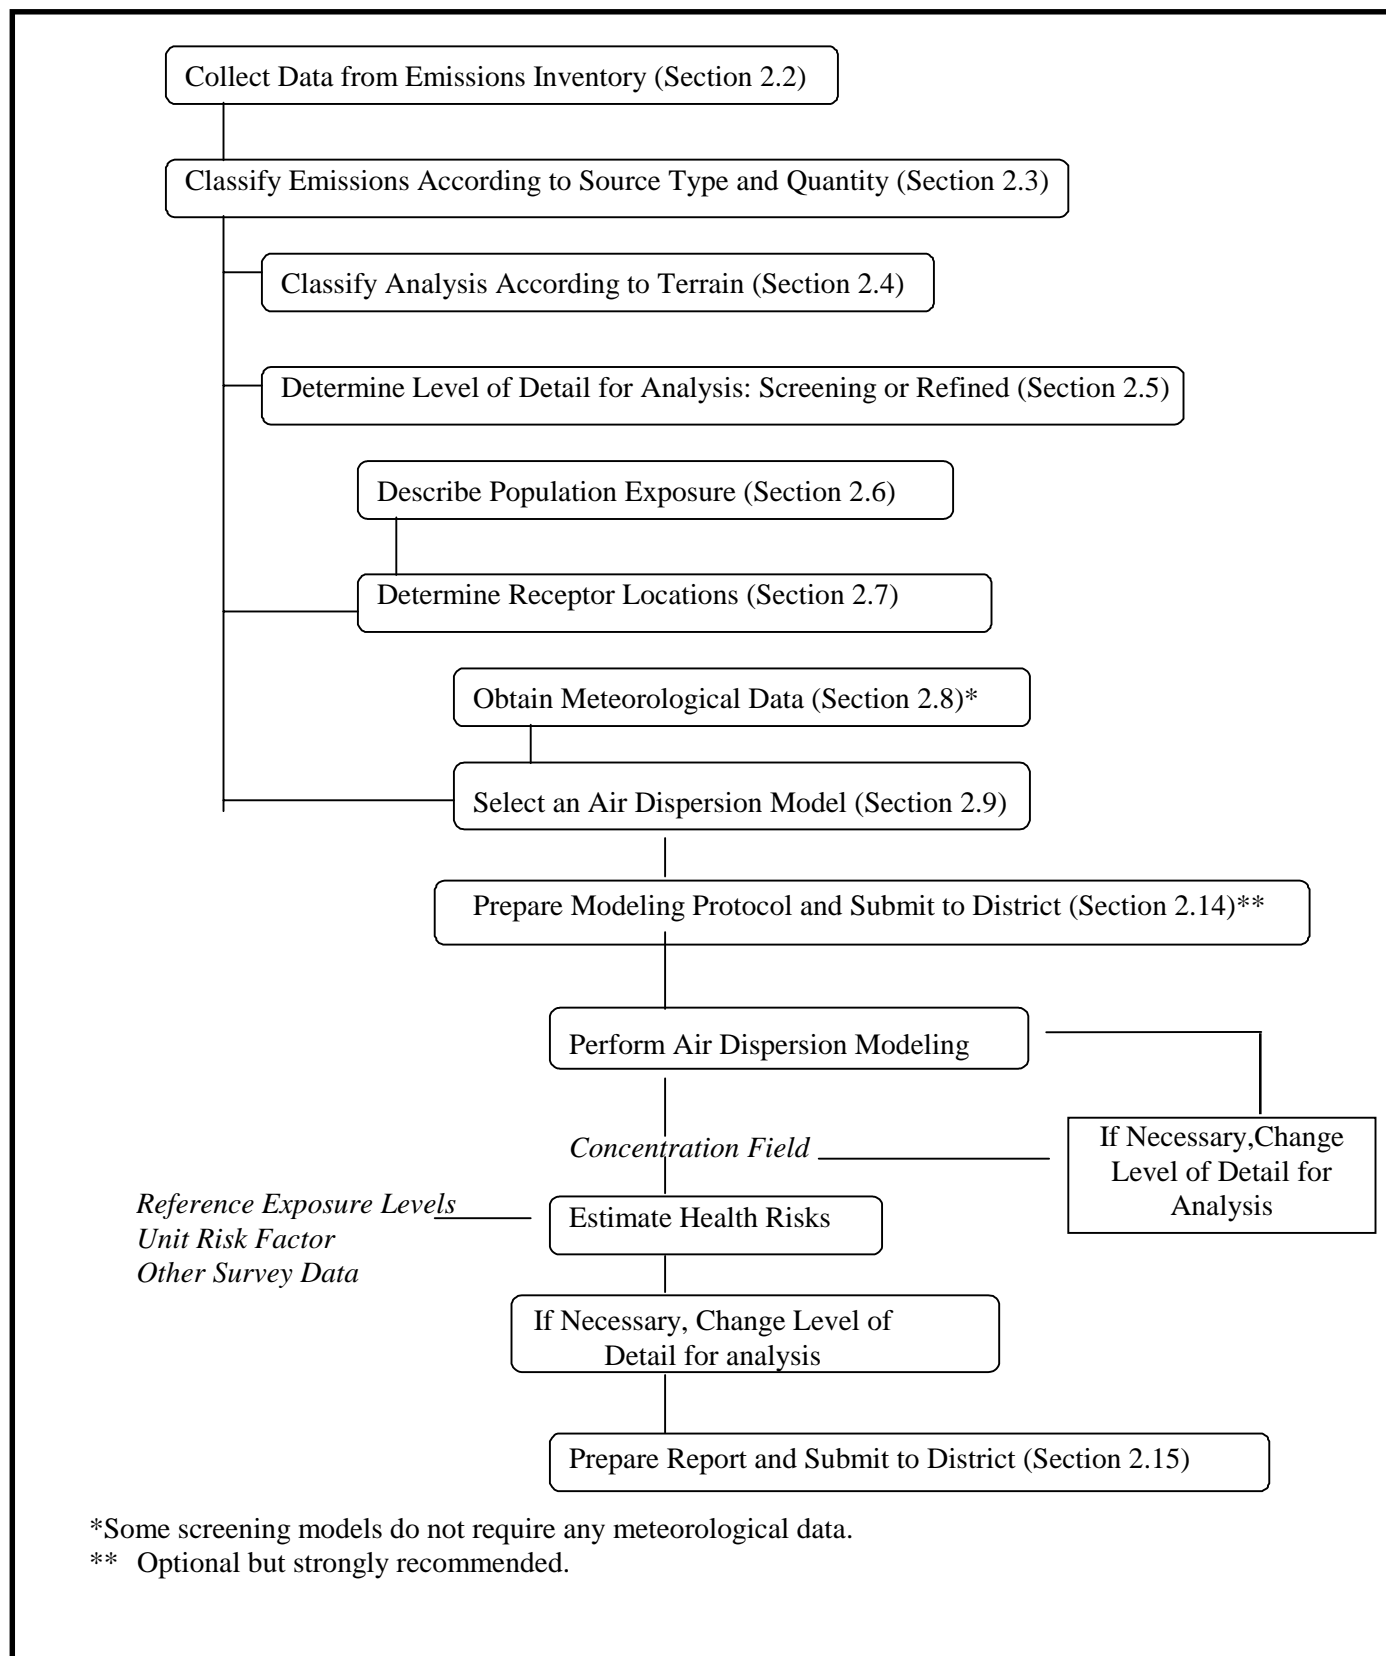 Collect Data from Emissions Inventory (Section 2.2)
Classify Emissions According to Source Type and Quantity (Section 2.3)
Classify Analysis According to Terrain (Section 2.4)
Determine Level of Detail for Analysis: Screening or Refined (Section 2.5)
Describe Population Exposure (Section 2.6)
Determine Receptor Locations (Section 2.7)
Obtain Meteorological Data (Section 2.8)*
Select an Air Dispersion Model (Section 2.9)
Prepare Modeling Protocol and Submit to District (Section 2.14)**
Perform Air Dispersion Modeling
If Necessary,Change
Level of Detail for
Analysis
Concentration Field
Reference Exposure Levels
Unit Risk Factor
Other Survey Data
Estimate Health Risks
If Necessary, Change Level of
Detail for analysis
Prepare Report and Submit to District (Section 2.15)
*Some screening models do not require any meteorological data.
** Optional but strongly recommended.